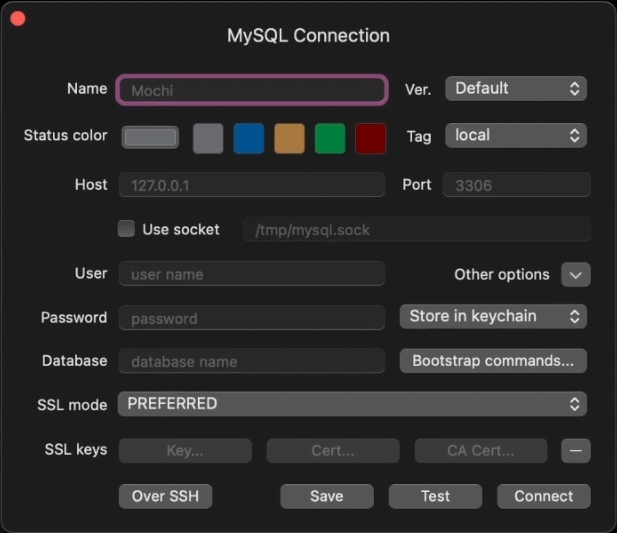 MySQL Connection
Name Mochi Ver. Default
Status color Tag local
Host 127.0.0.1 Port 3306
Use socket /tmp/mysql.sock
User user name Other options
Password password Store in keychain
Database database name Bootstrap commands...
SSL mode PREFERRED
SSL keys Key... Cert... CA Cert...
Over SSH Save Test Connect